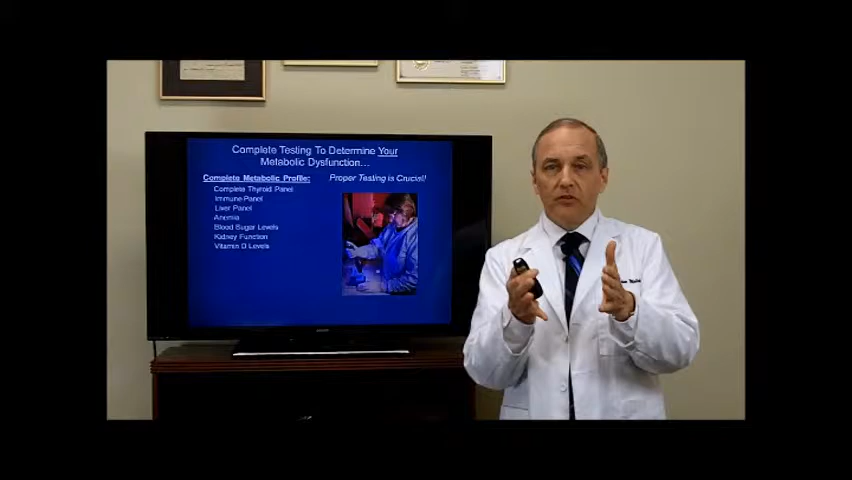 Complete Testing To Determine Your
Metabolic Dysfunction...
Complete Metabolic Profile:
Proper Testing is Crucial!
Complete Thyroid Panel
Immune Panel
Liver Panel
Anemia
Blood Sugar Levels
Kidney Function
Vitamin D Levels